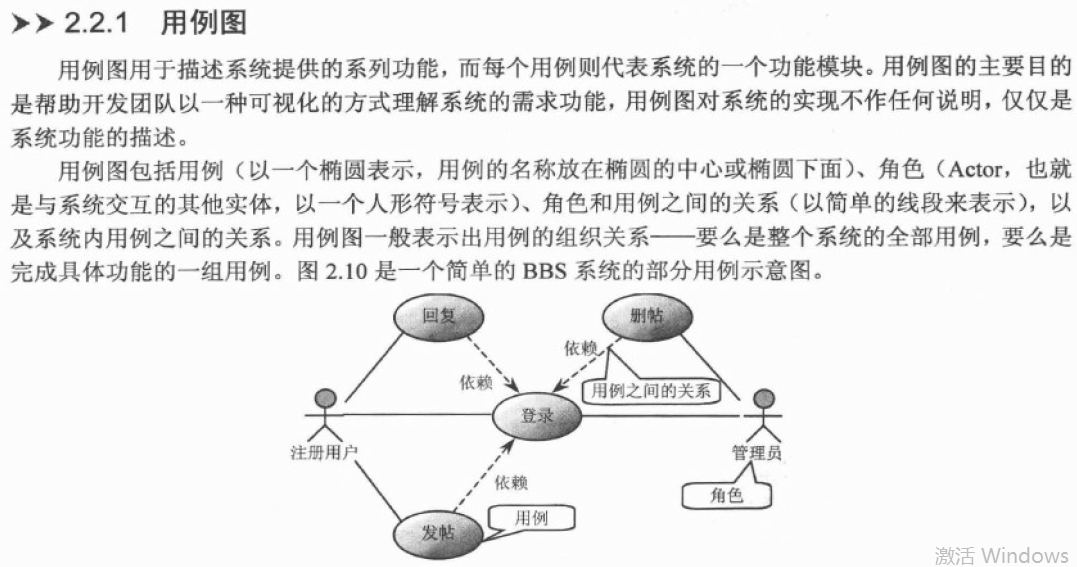 ➤➤ 2.2.1 用例图
用例图用于描述系统提供的系列功能，而每个用例则代表系统的一个功能模块。用例图的主要目的
是帮助开发团队以一种可视化的方式理解系统的需求功能，用例图对系统的实现不作任何说明，仅仅是
系统功能的描述。
用例图包括用例（以一个椭圆表示，用例的名称放在椭圆的中心或椭圆下面）、角色（Actor，也就
是与系统交互的其他实体，以一个人形符号表示）、角色和用例之间的关系（以简单的线段来表示），以
及系统内用例之间的关系。用例图一般表示出用例的组织关系——要么是整个系统的全部用例，要么是
完成具体功能的一组用例。图 2.10 是一个简单的 BBS 系统的部分用例示意图。
回复
删帖
依赖
依赖
用例之间的关系
登录
注册用户
管理员
依赖
角色
用例
发帖
激活 Windows